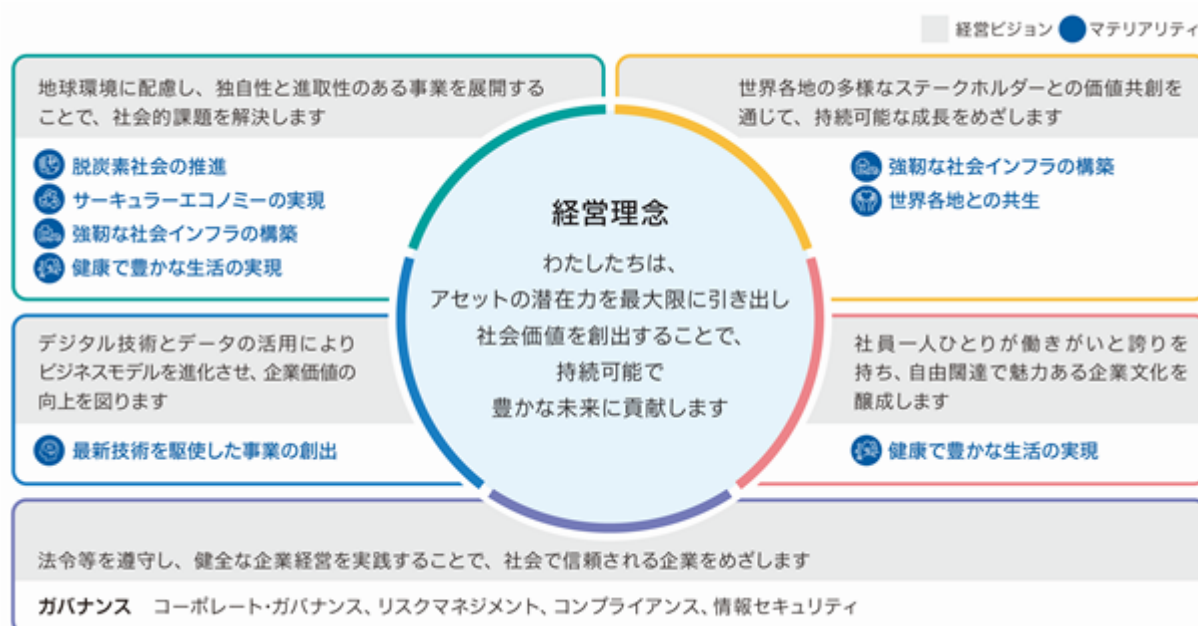 経営ビジョン マテリアリティ
地球環境に配慮し、独自性と進取性のある事業を展開する
ことで、社会的課題を解決します
脱炭素社会の推進
サーキュラーエコノミーの実現
強靭な社会インフラの構築
健康で豊かな生活の実現
世界各地の多様なステークホルダーとの価値共創を
通じて、持続可能な成長をめざします
強靭な社会インフラの構築
世界各地との共生
経営理念
わたしたちは、
アセットの潜在力を最大限に引き出し
社会価値を創出することで、
持続可能で
豊かな未来に貢献します
デジタル技術とデータの活用により
ビジネスモデルを進化させ、企業価値の
向上を図ります
最新技術を駆使した事業の創出
社員一人ひとりが働きがいと誇りを
持ち、自由闊達で魅力ある企業文化を
醸成します
健康で豊かな生活の実現
法令等を遵守し、健全な企業経営を実践することで、社会で信頼される企業をめざします
ガバナンス コーポレート・ガバナンス、リスクマネジメント、コンプライアンス、情報セキュリティ